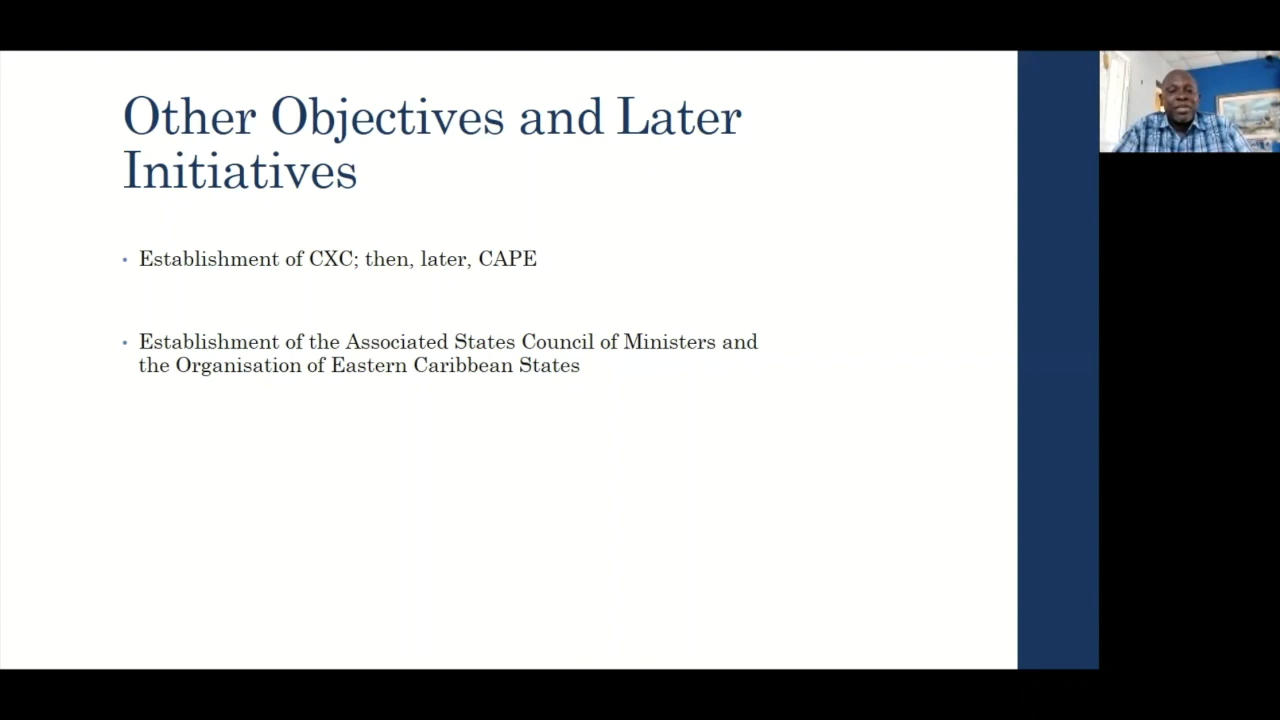 Other Objectives and Later
Initiatives
• Establishment of CXC; then, later, CAPE
• Establishment of the Associated States Council of Ministers and
the Organisation of Eastern Caribbean States